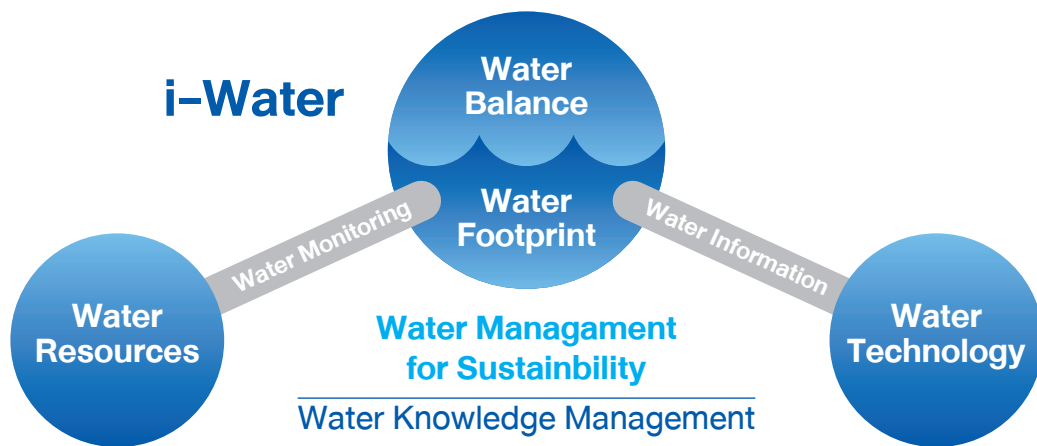 i-Water
Water
Balance
Water
Footprint
Water Monitoring
Water Information
Water
Resources
Water
Technology
Water Managament
for Sustainbility
Water Knowledge Management